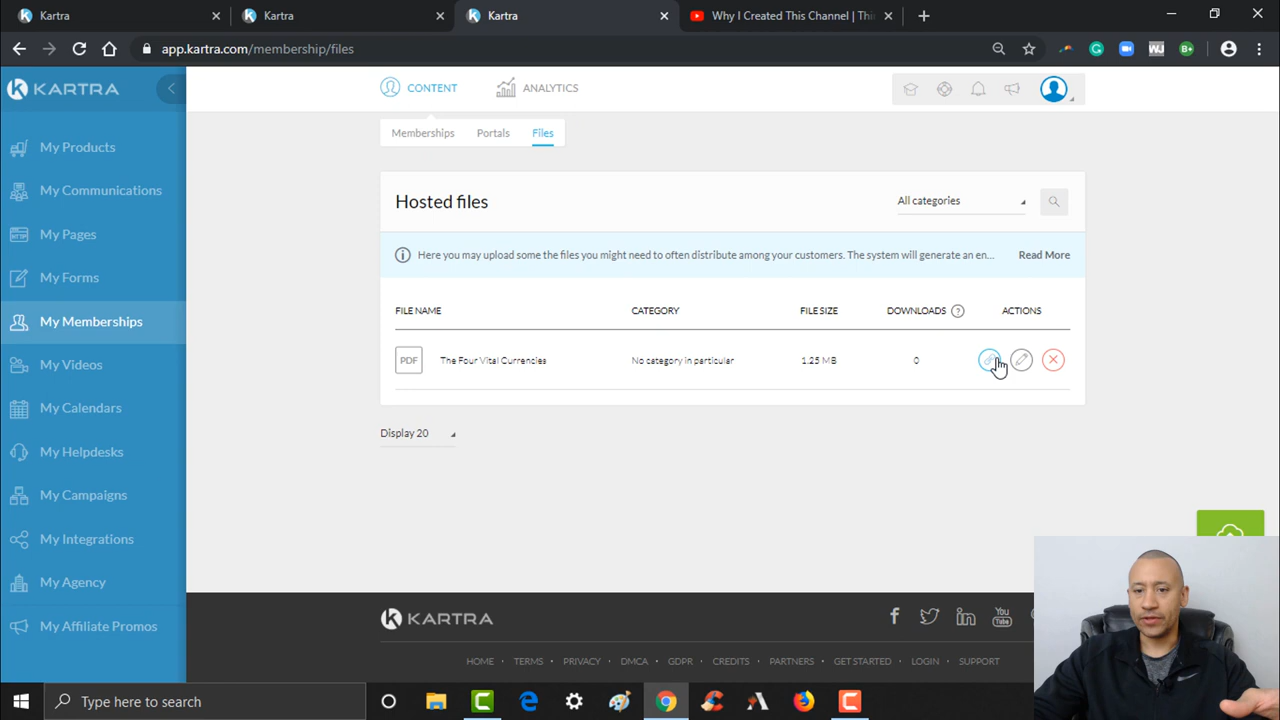 Kartra
Kartra
Kartra
Why I Created This Channel | Thi
app.kartra.com/membership/files
KARTRA
CONTENT
ANALYTICS
Memberships
Portals
Files
My Products
My Communications
My Pages
My Forms
My Memberships
My Videos
My Calendars
My Helpdesks
My Campaigns
My Integrations
My Agency
My Affiliate Promos
Hosted files
All categories
Here you may upload some the files you might need to often distribute among your customers. The system will generate an en...
Read More
FILE NAME
CATEGORY
FILE SIZE
DOWNLOADS ?
ACTIONS
PDF
The Four Vital Currencies
No category in particular
1.25 MB
0
Display 20
KARTRA
HOME
TERMS
PRIVACY
DMCA
GDPR
CREDITS
PARTNERS
GET STARTED
LOGIN
SUPPORT
Type here to search